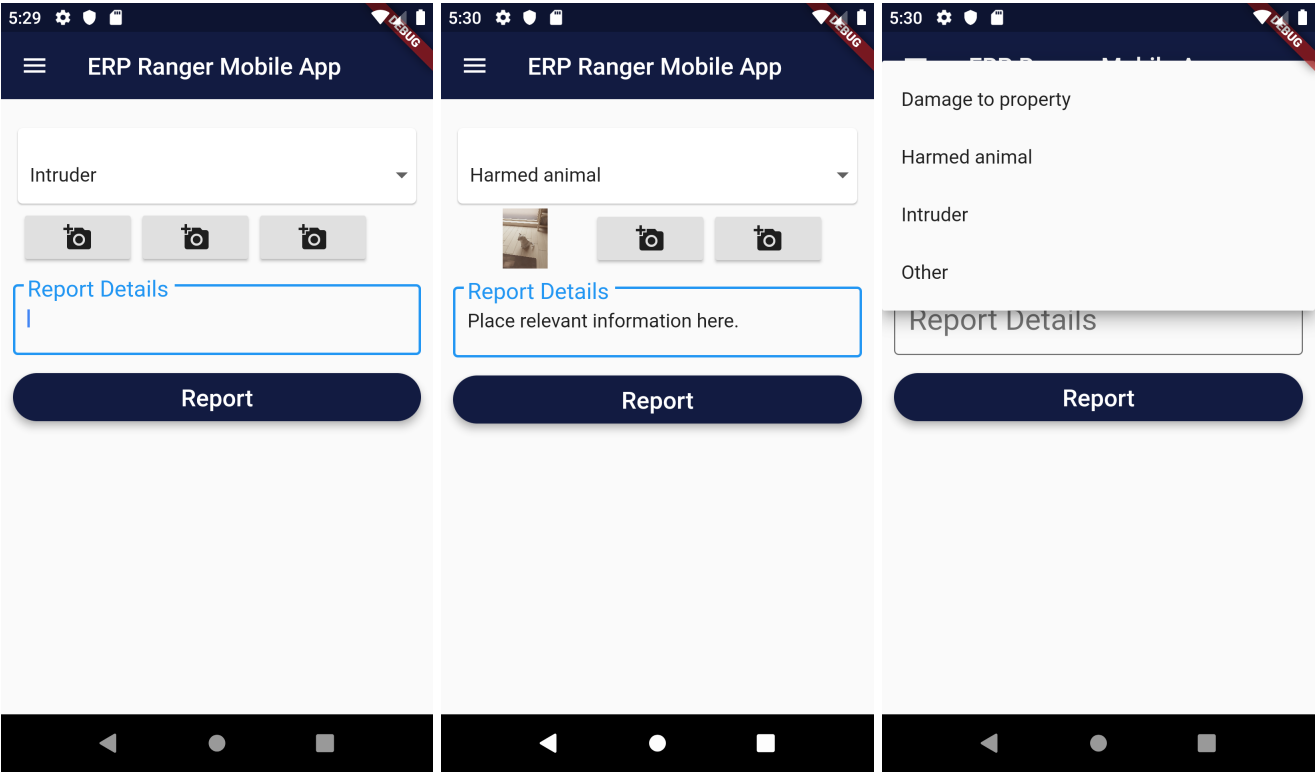 5:29
DEBUG
ERP Ranger Mobile App
Intruder
Report Details
Report
5:30
DEBUG
ERP Ranger Mobile App
Harmed animal
Report Details
Place relevant information here.
Report
5:30
DEBUG
Damage to property
Harmed animal
Intruder
Other
Report Details
Report